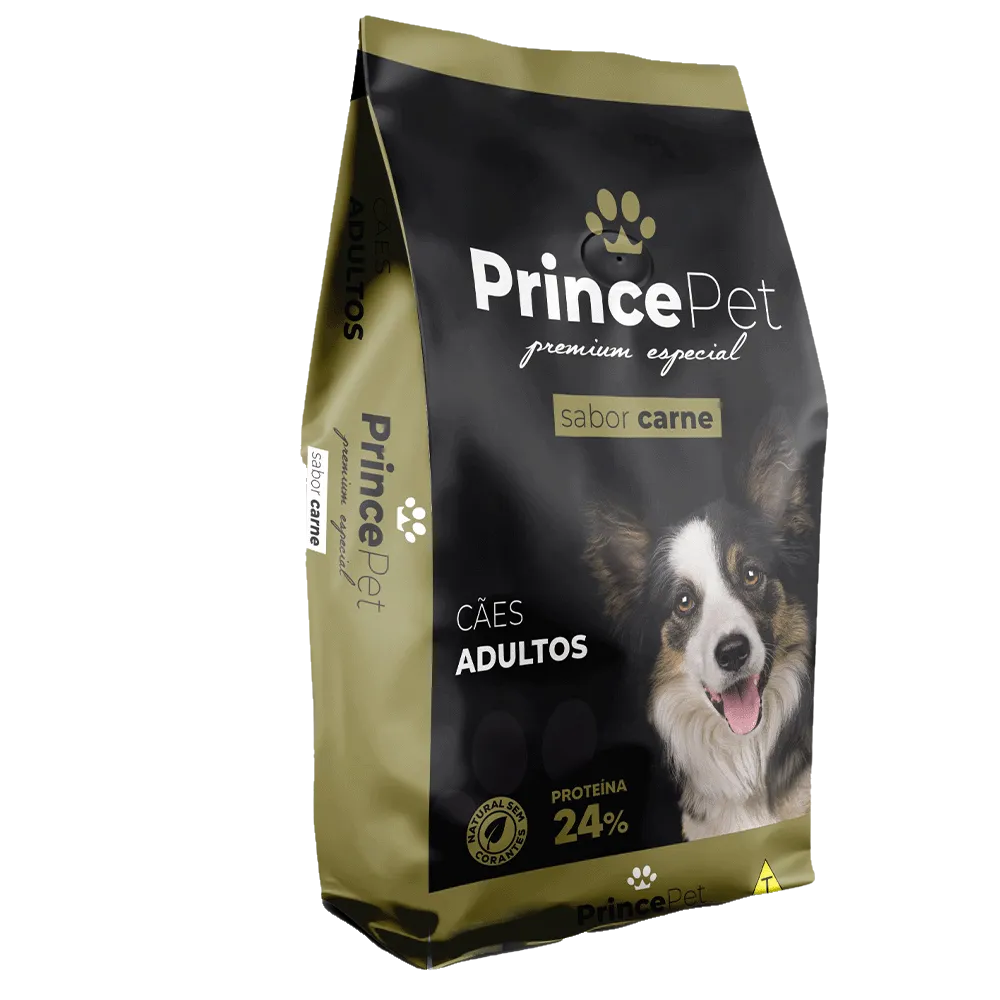 PrincePet
premium especial
sabor carne
CÃES
ADULTOS
NATURAL SEM
CORANTES
PROTEÍNA
24%
PrincePet
T
CÃES
ADULTOS
PrincePet
premium especial
sabor carne